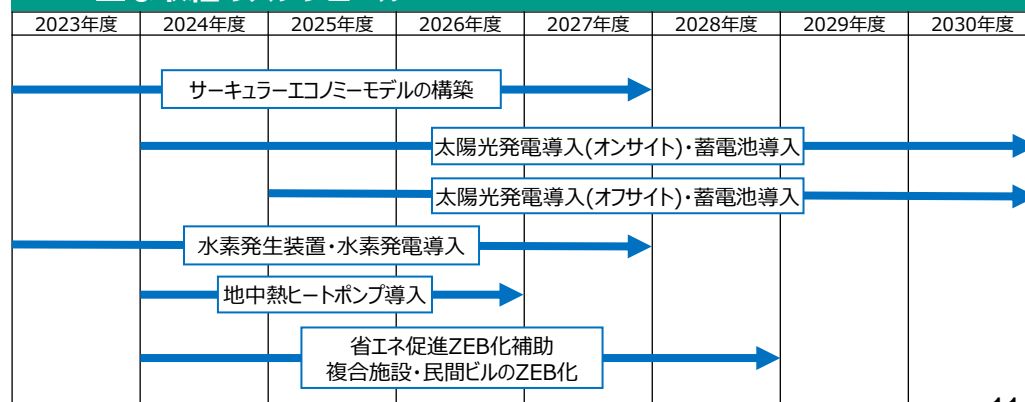 2023年度 2024年度 2025年度 2026年度 2027年度 2028年度 2029年度 2030年度
サーキュラーエコノミーモデルの構築
太陽光発電導入(オンサイト)・蓄電池導入
太陽光発電導入(オフサイト)・蓄電池導入
水素発生装置・水素発電導入
地中熱ヒートポンプ導入
省エネ促進ZEB化補助
複合施設・民間ビルのZEB化